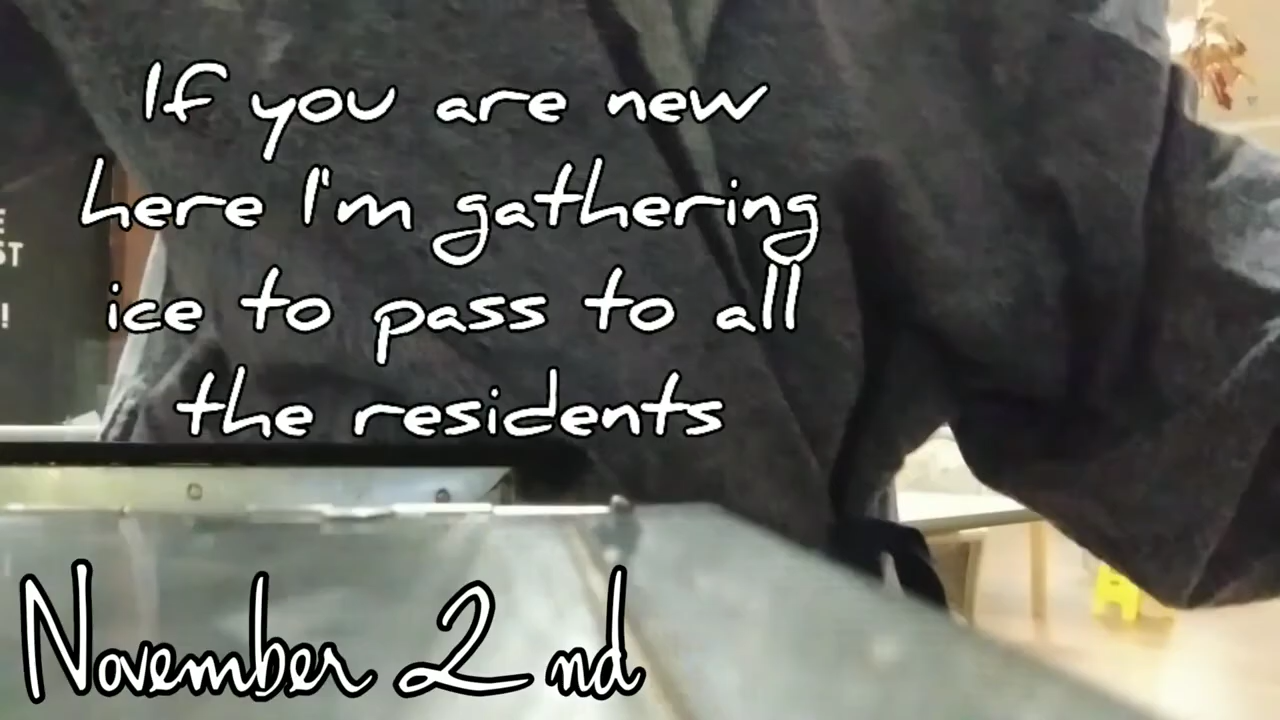 If you are new
here I'm gathering
ice to pass to all
the residents
November 2nd